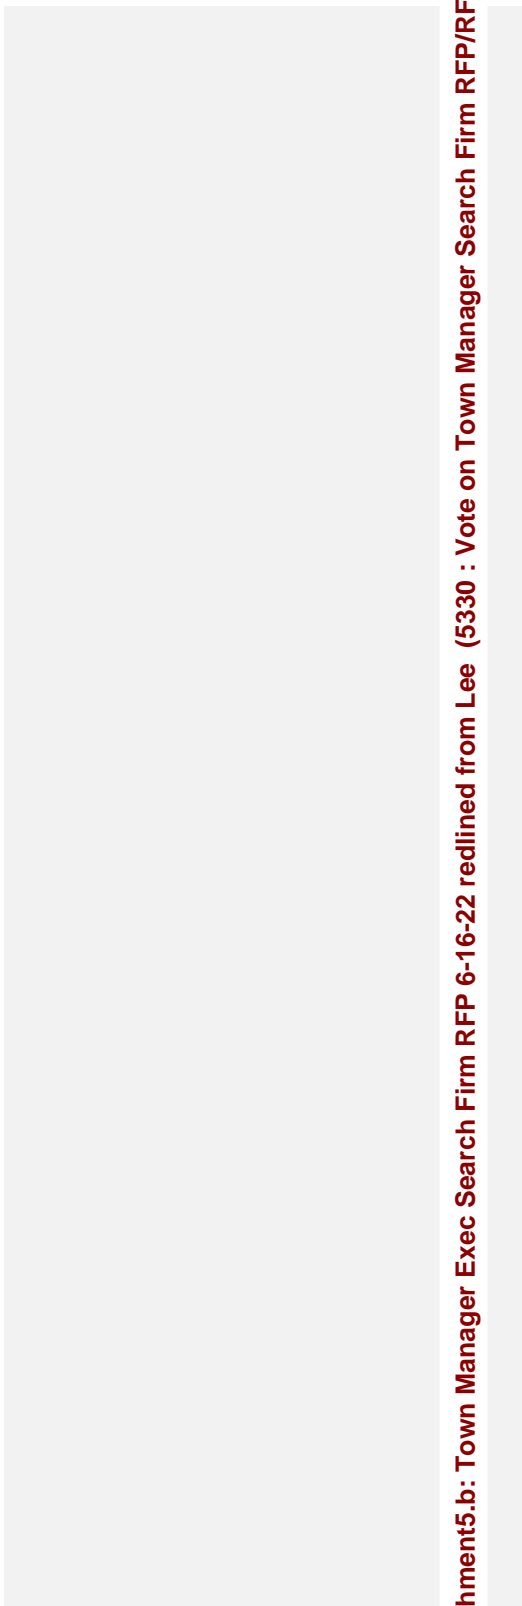 hment5.b: Town Manager Exec Search Firm RFP 6-16-22 redlined from Lee (5330 : Vote on Town Manager Search Firm RFP/RF